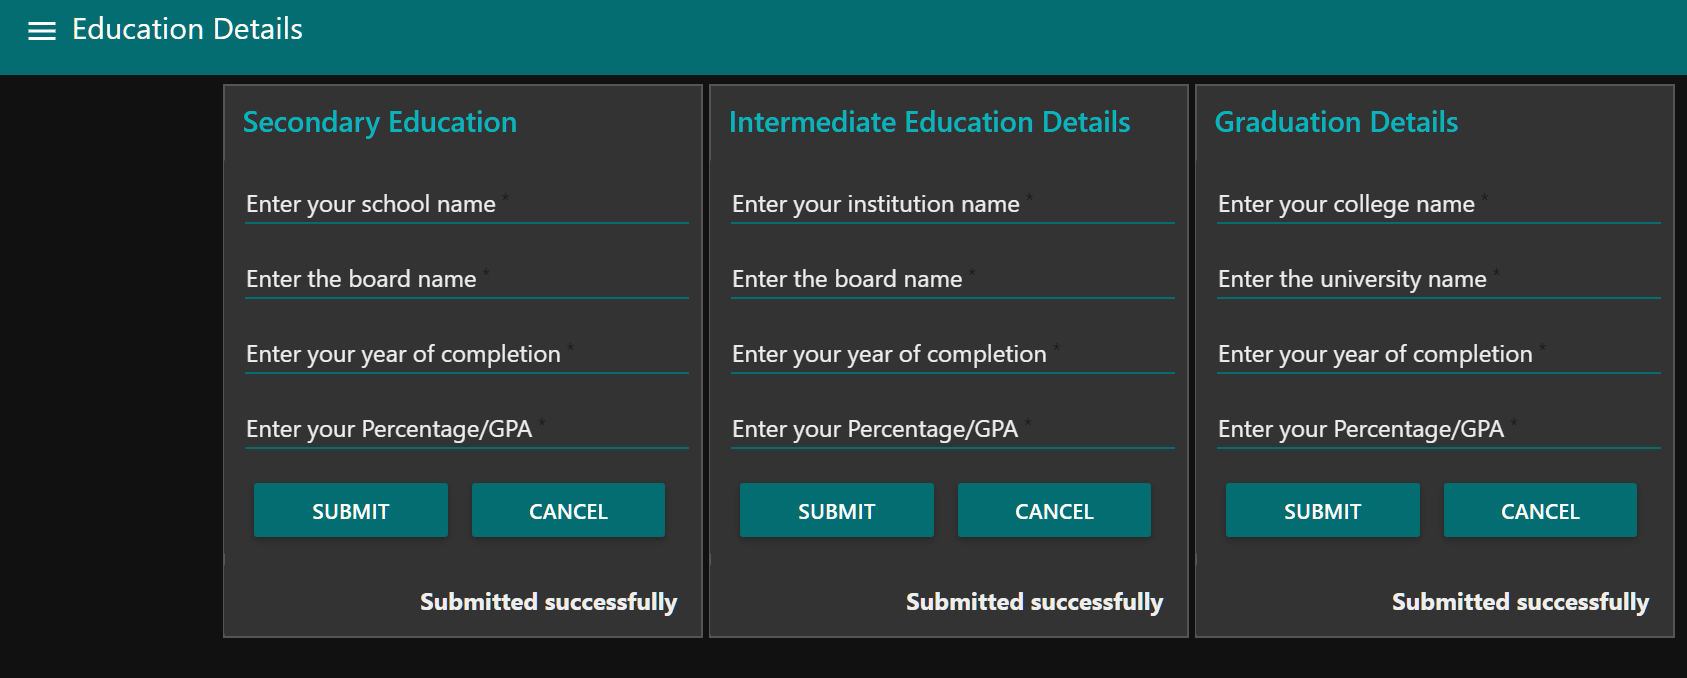 Education Details
Secondary Education
Enter your school name *
Enter the board name *
Enter your year of completion *
Enter your Percentage/GPA *
SUBMIT CANCEL
Submitted successfully
Intermediate Education Details
Enter your institution name *
Enter the board name *
Enter your year of completion *
Enter your Percentage/GPA *
SUBMIT CANCEL
Submitted successfully
Graduation Details
Enter your college name *
Enter the university name *
Enter your year of completion *
Enter your Percentage/GPA *
SUBMIT CANCEL
Submitted successfully